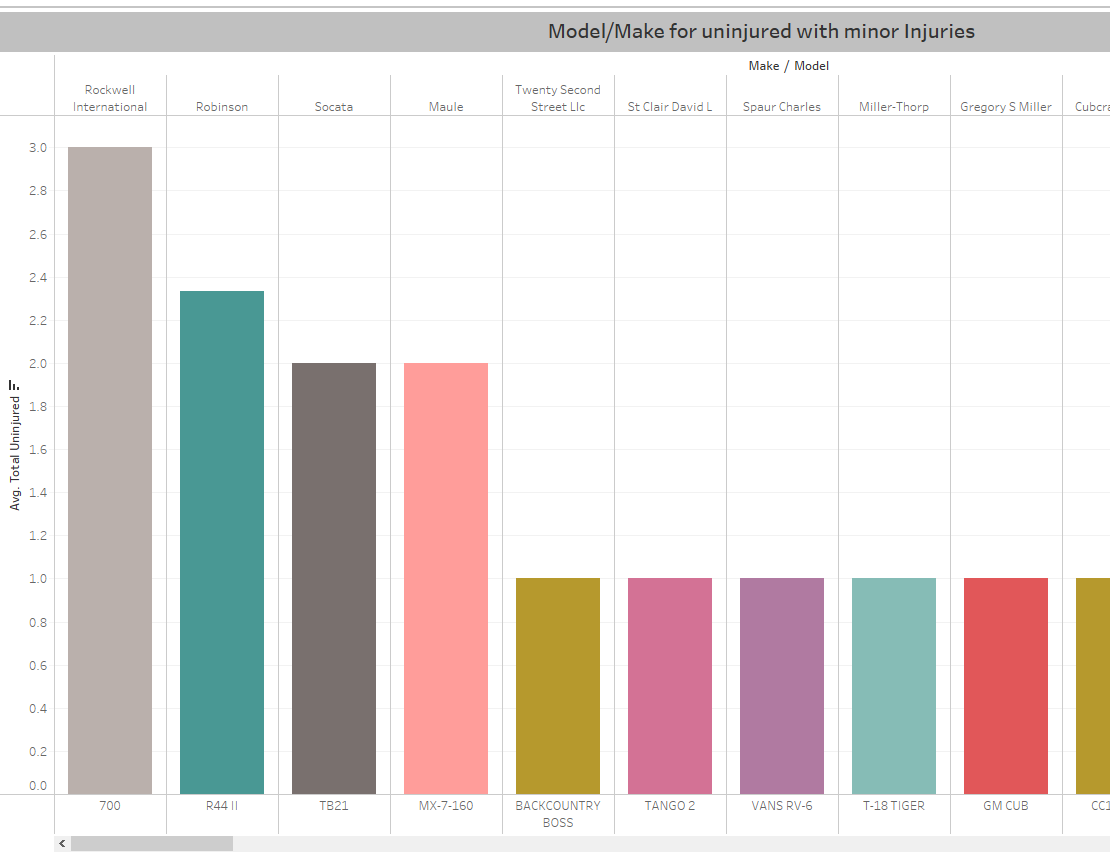 Model/Make for uninjured with minor Injuries
Make / Model
Rockwell
International
Robinson
Socata
Maule
Twenty Second
Street Llc
St Clair David L
Spaur Charles
Miller-Thorp
Gregory S Miller
Cubcra
Avg. Total Uninjured
3.0
2.8
2.6
2.4
2.2
2.0
1.8
1.6
1.4
1.2
1.0
0.8
0.6
0.4
0.2
0.0
700
R44 II
TB21
MX-7-160
BACKCOUNTRY
BOSS
TANGO 2
VANS RV-6
T-18 TIGER
GM CUB
CC1